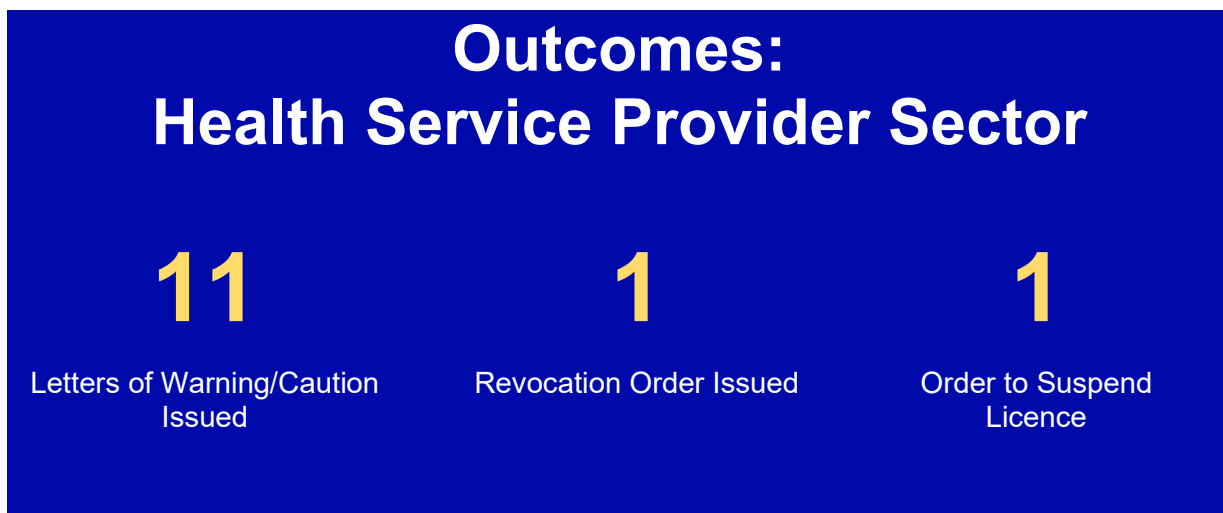 Outcomes:
Health Service Provider Sector
11
1
1
Letters of Warning/Caution
Issued
Revocation Order Issued
Order to Suspend
Licence